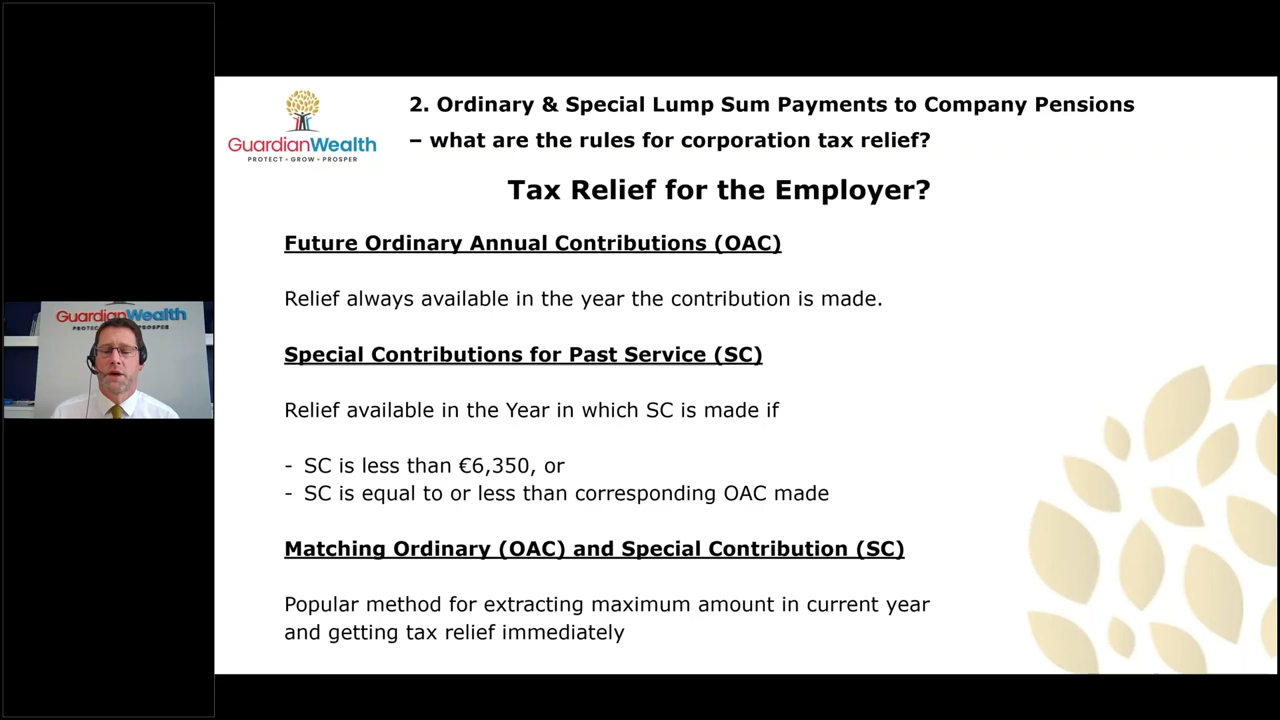 GuardianWealth
PROTECT • GROW • PROSPER
2. Ordinary & Special Lump Sum Payments to Company Pensions
– what are the rules for corporation tax relief?
Tax Relief for the Employer?
Future Ordinary Annual Contributions (OAC)
Relief always available in the year the contribution is made.
Special Contributions for Past Service (SC)
Relief available in the Year in which SC is made if
- SC is less than €6,350, or
- SC is equal to or less than corresponding OAC made
Matching Ordinary (OAC) and Special Contribution (SC)
Popular method for extracting maximum amount in current year
and getting tax relief immediately
GuardianWealth